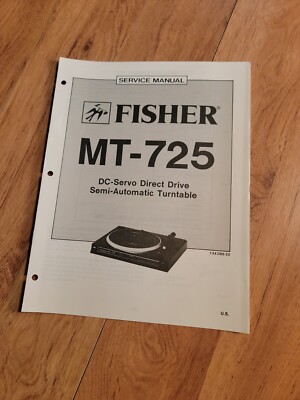 SERVICE MANUAL
FISHER®
MT-725
DC-Servo Direct Drive
Semi-Automatic Turntable
U.S.